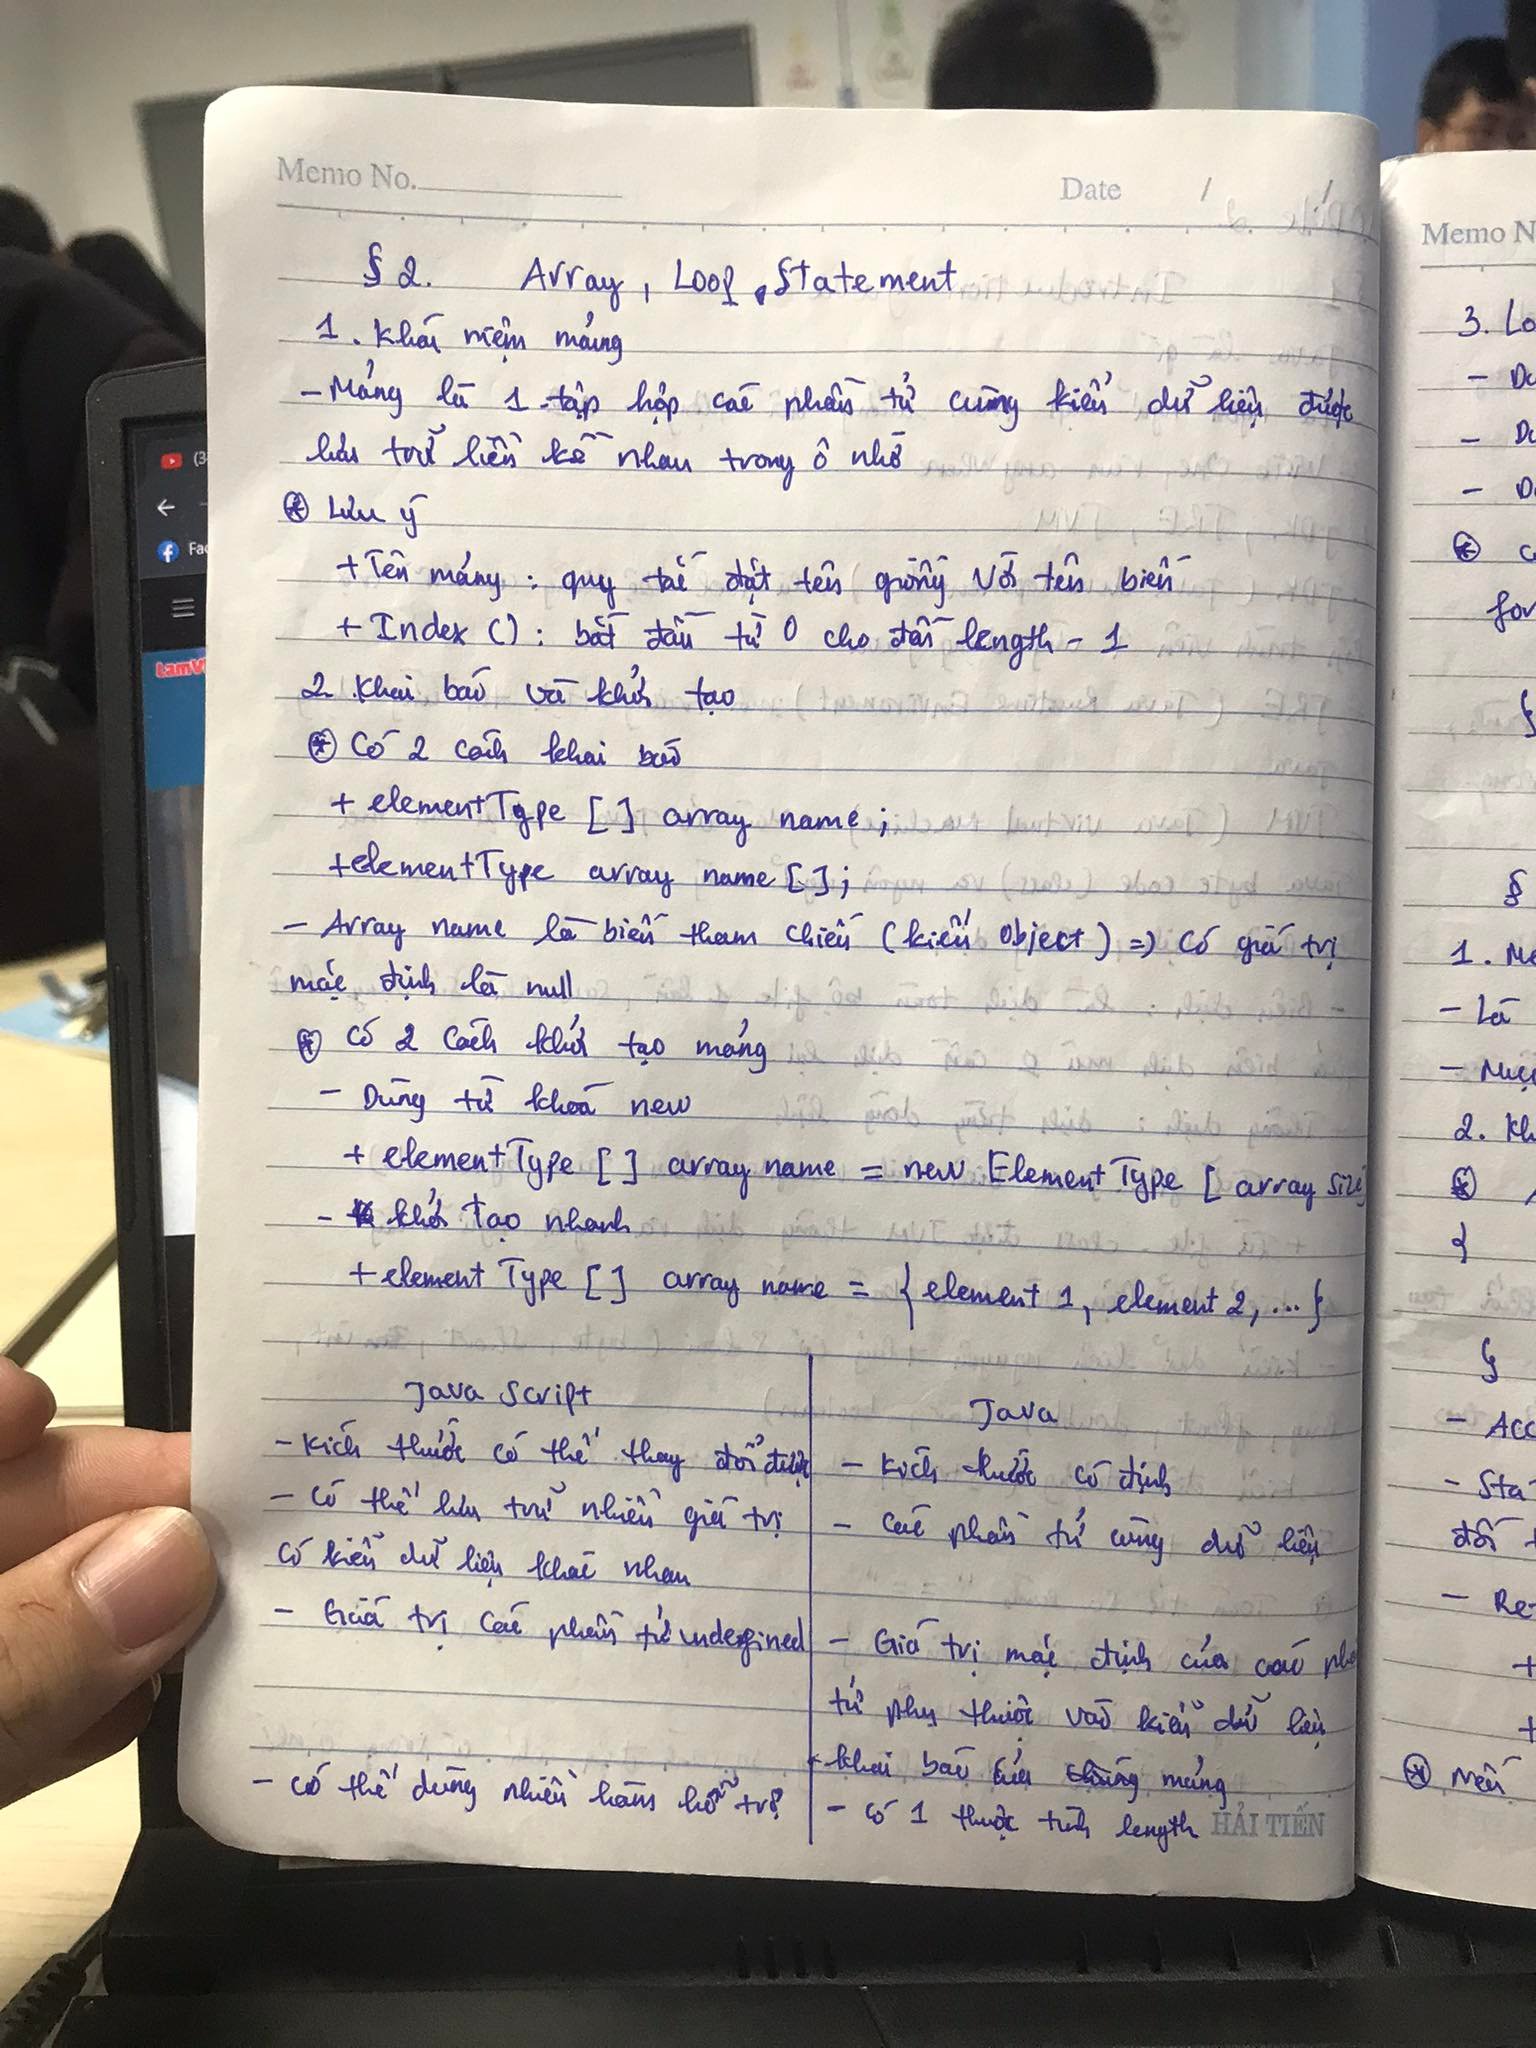 Memo No.
Date / /
§ 2. Array, Loop, Statement
1. Khái niệm mảng
- Mảng là 1 tập hợp các phần tử cùng kiểu dữ liệu được
lưu trữ liền kề nhau trong ô nhớ
* Lưu ý
+ Tên mảng : quy tắc đặt tên giống với tên biến
+ Index () : bắt đầu từ 0 cho đến length - 1
2. Khai báo và khởi tạo
* Có 2 cách khai báo
+ elementType [] array name ;
+ elementType array name [] ;
- Array name là biến tham chiếu (kiểu object) => có giá trị
mặc định là null
* Có 2 cách khởi tạo mảng
- Dùng từ khoá new
+ elementType [] array name = new ElementType [ array size]
- khởi tạo nhanh
+ element Type [] array name = { element 1, element 2, ... }
Java Script
- Kích thước có thể thay đổi được
- Có thể lưu trữ nhiều giá trị
có kiểu dữ liệu khác nhau
- Giá trị các phần tử undefined
- Có thể dùng nhiều hàm hỗ trợ
Java
- Kích thước cố định
- Các phần tử cùng dữ liệu
- Giá trị mặc định của các phầ
tử phụ thuộc vào kiểu dữ liệu
khai báo của mảng
- Có 1 thuộc tính length
HẢI TIẾN
Memo N
3. Lo
- Du
- Du
- D
* C
for
}
§
1. Me
- Là
2. Kh
{
}
- Acc
- Sta
- Re
+
+
* Nếu